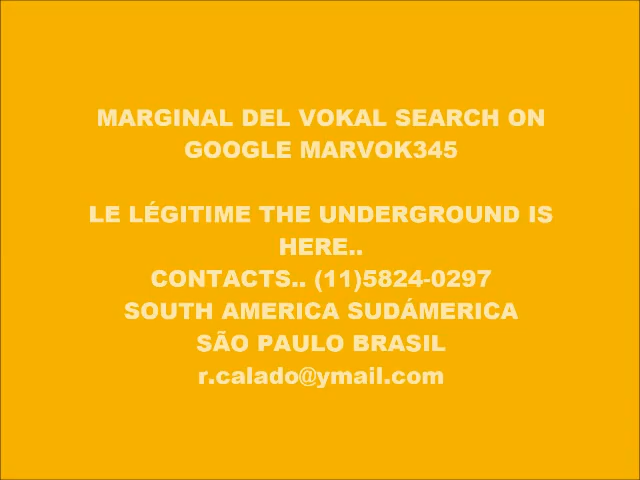 MARGINAL DEL VOKAL SEARCH ON
GOOGLE MARVOK345
LE LÉGITIME THE UNDERGROUND IS
HERE..
CONTACTS.. (11)5824-0297
SOUTH AMERICA SUDÁMERICA
SÃO PAULO BRASIL
r.calado@ymail.com